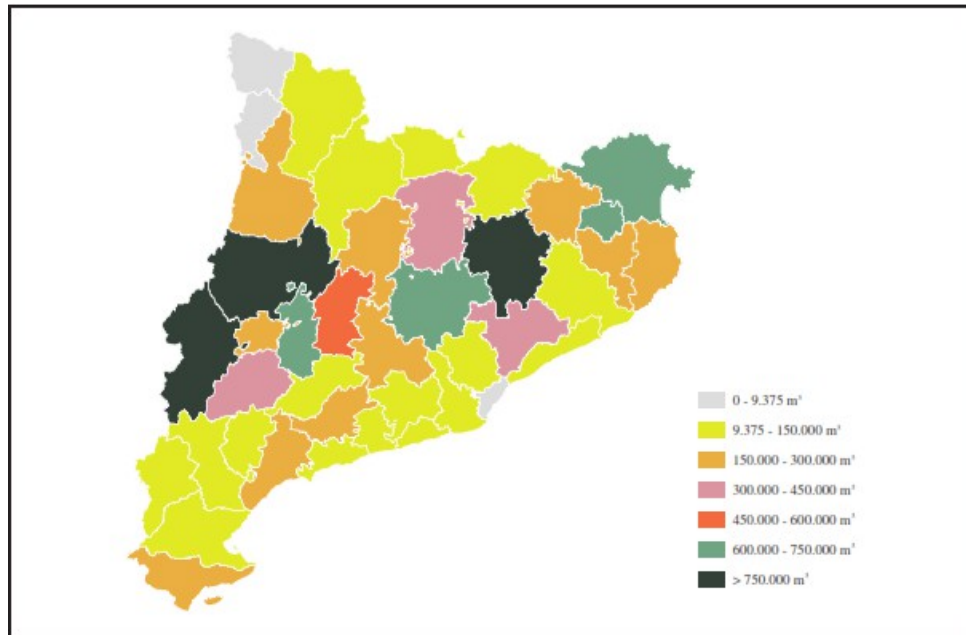 0 - 9.375 m³
9.375 - 150.000 m³
150.000 - 300.000 m³
300.000 - 450.000 m³
450.000 - 600.000 m³
600.000 - 750.000 m³
> 750.000 m³